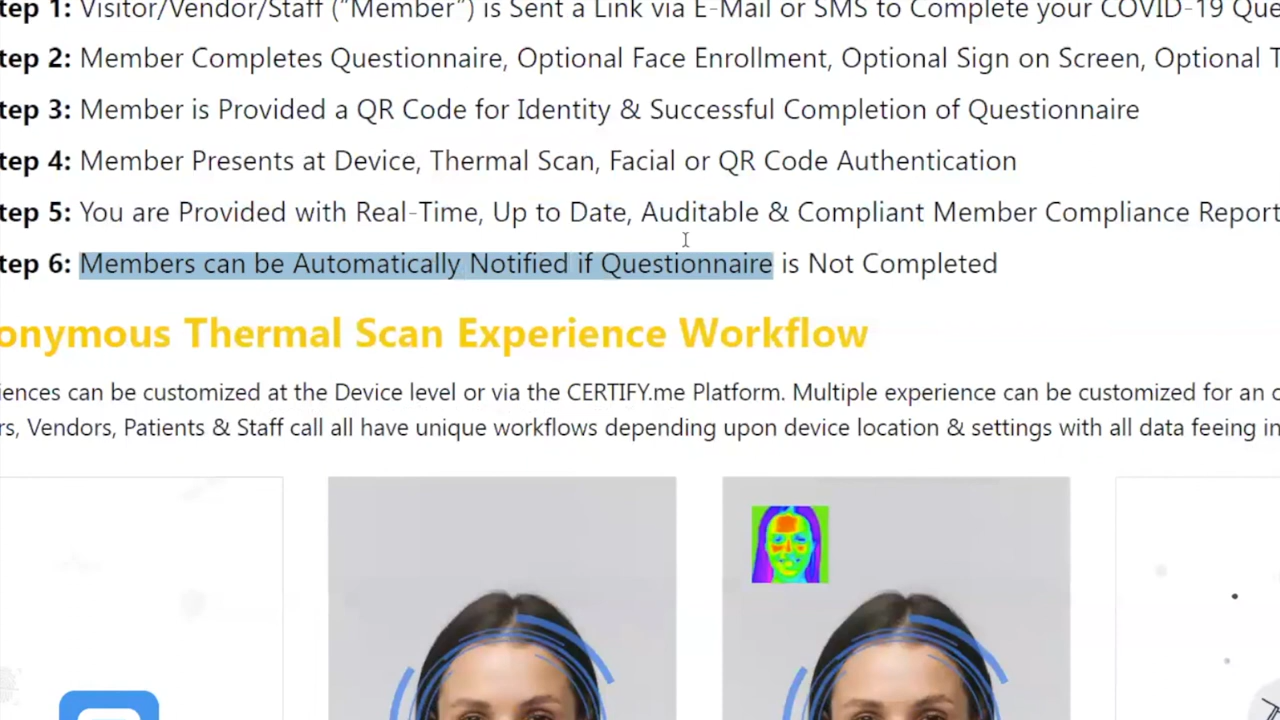 tep 1: Visitor/Vendor/Staff ("Member") is Sent a Link via E-Mail or SMS to Complete your COVID-19 Que
tep 2: Member Completes Questionnaire, Optional Face Enrollment, Optional Sign on Screen, Optional T
tep 3: Member is Provided a QR Code for Identity & Successful Completion of Questionnaire
tep 4: Member Presents at Device, Thermal Scan, Facial or QR Code Authentication
tep 5: You are Provided with Real-Time, Up to Date, Auditable & Compliant Member Compliance Report
tep 6: Members can be Automatically Notified if Questionnaire is Not Completed
onymous Thermal Scan Experience Workflow
iences can be customized at the Device level or via the CERTIFY.me Platform. Multiple experience can be customized for an o
rs, Vendors, Patients & Staff call all have unique workflows depending upon device location & settings with all data feeing in